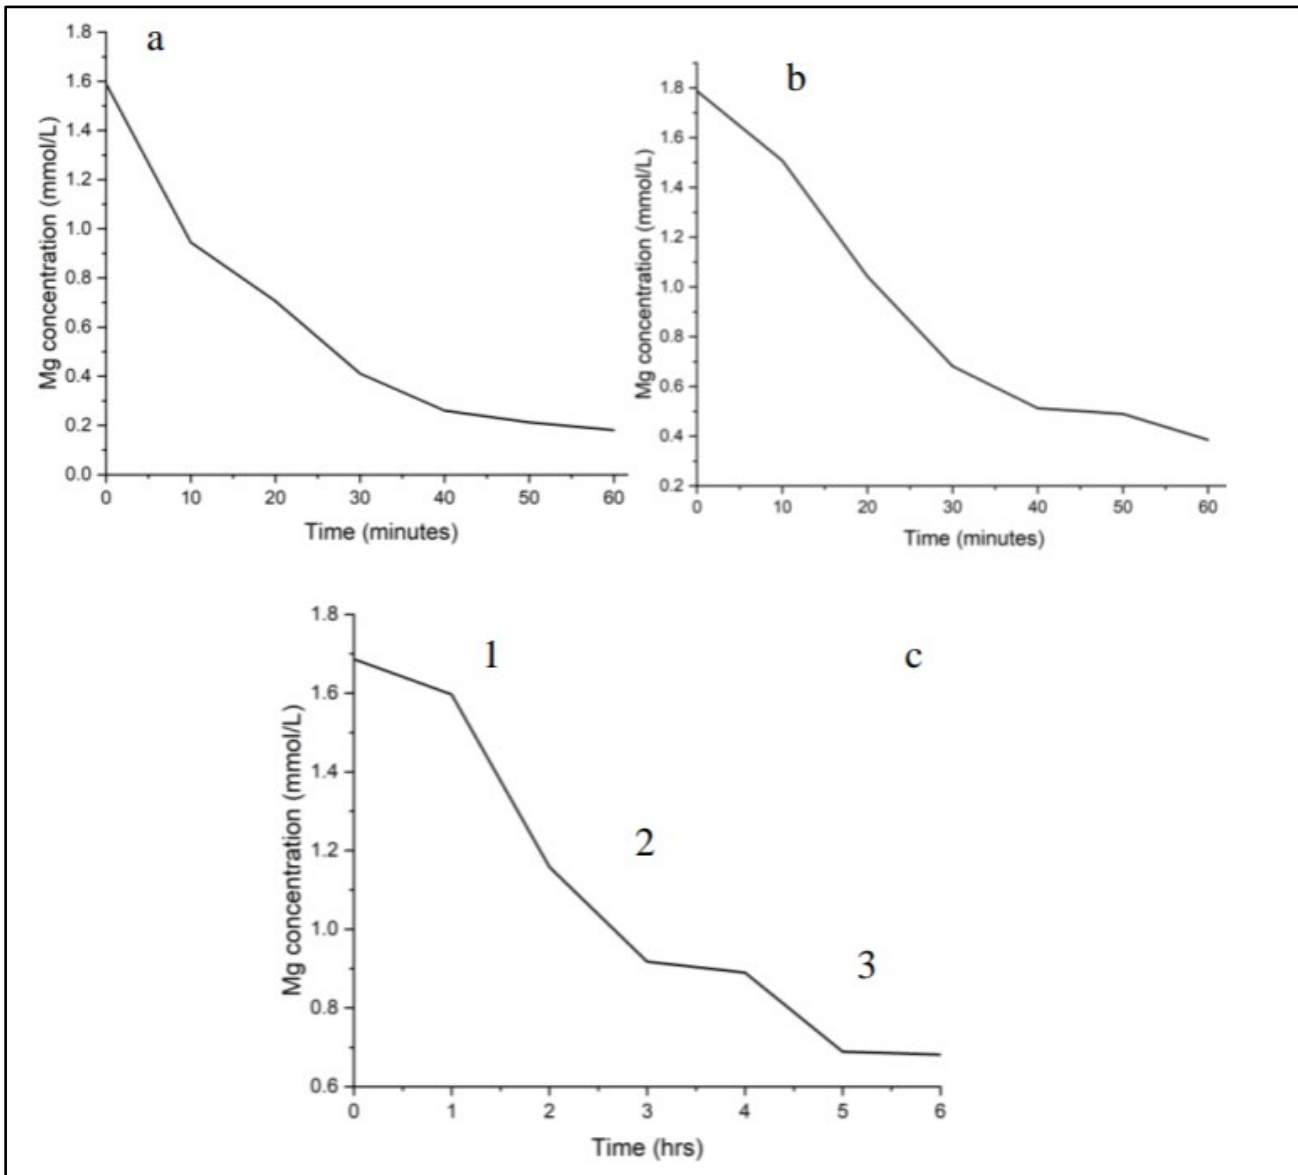 a
1.8
1.6
1.4
1.2
1.0
0.8
0.6
0.4
0.2
0.0
Mg concentration (mmol/L)
0 10 20 30 40 50 60
Time (minutes)
b
1.8
1.6
1.4
1.2
1.0
0.8
0.6
0.4
0.2
Mg concentration (mmol/L)
0 10 20 30 40 50 60
Time (minutes)
c
1.8
1.6
1.4
1.2
1.0
0.8
0.6
Mg concentration (mmol/L)
1
2
3
0 1 2 3 4 5 6
Time (hrs)